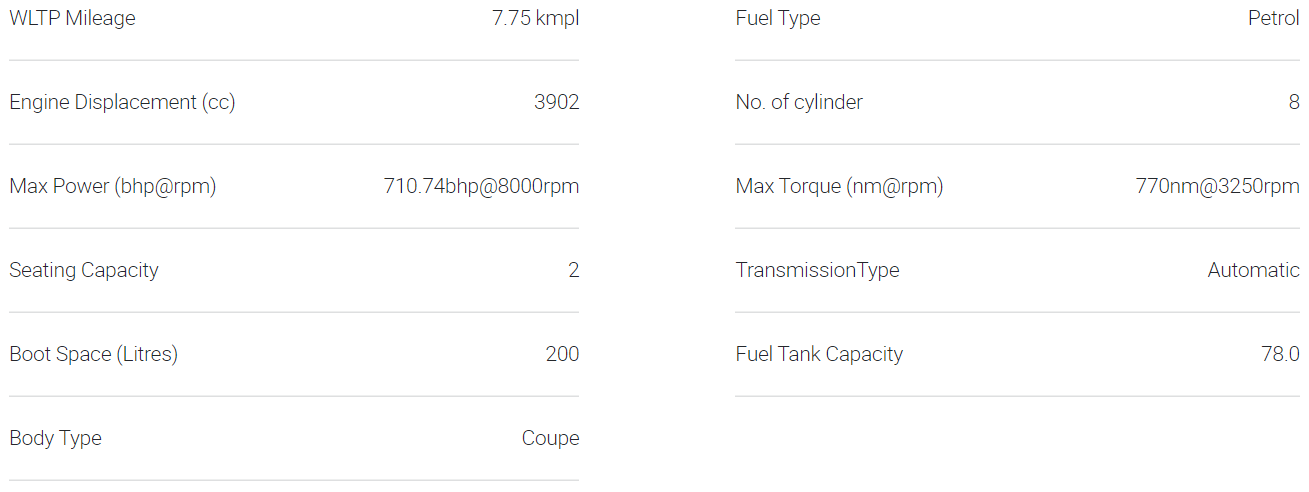 WLTP Mileage 7.75 kmpl
Fuel Type Petrol
Engine Displacement (cc) 3902
No. of cylinder 8
Max Power (bhp@rpm) 710.74bhp@8000rpm
Max Torque (nm@rpm) 770nm@3250rpm
Seating Capacity 2
TransmissionType Automatic
Boot Space (Litres) 200
Fuel Tank Capacity 78.0
Body Type Coupe